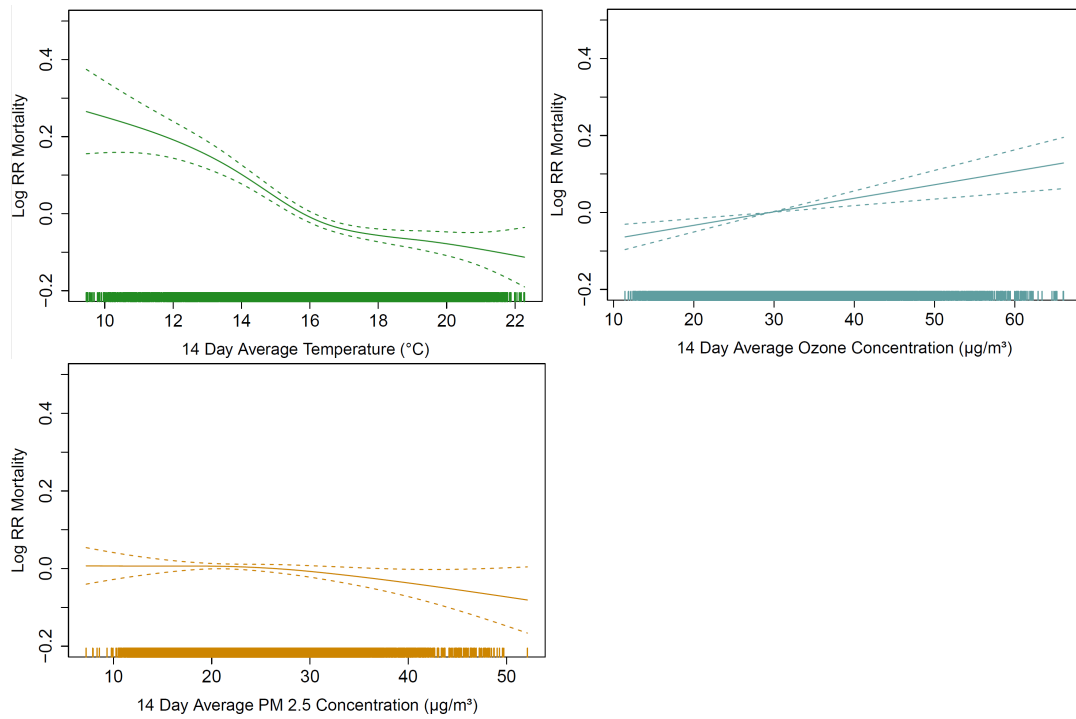 Log RR Mortality
0.4
0.2
0.0
−0.2
10 12 14 16 18 20 22
14 Day Average Temperature (°C)
Log RR Mortality
0.4
0.2
0.0
−0.2
10 20 30 40 50 60
14 Day Average Ozone Concentration (µg/m³)
Log RR Mortality
0.4
0.2
0.0
−0.2
10 20 30 40 50
14 Day Average PM 2.5 Concentration (µg/m³)